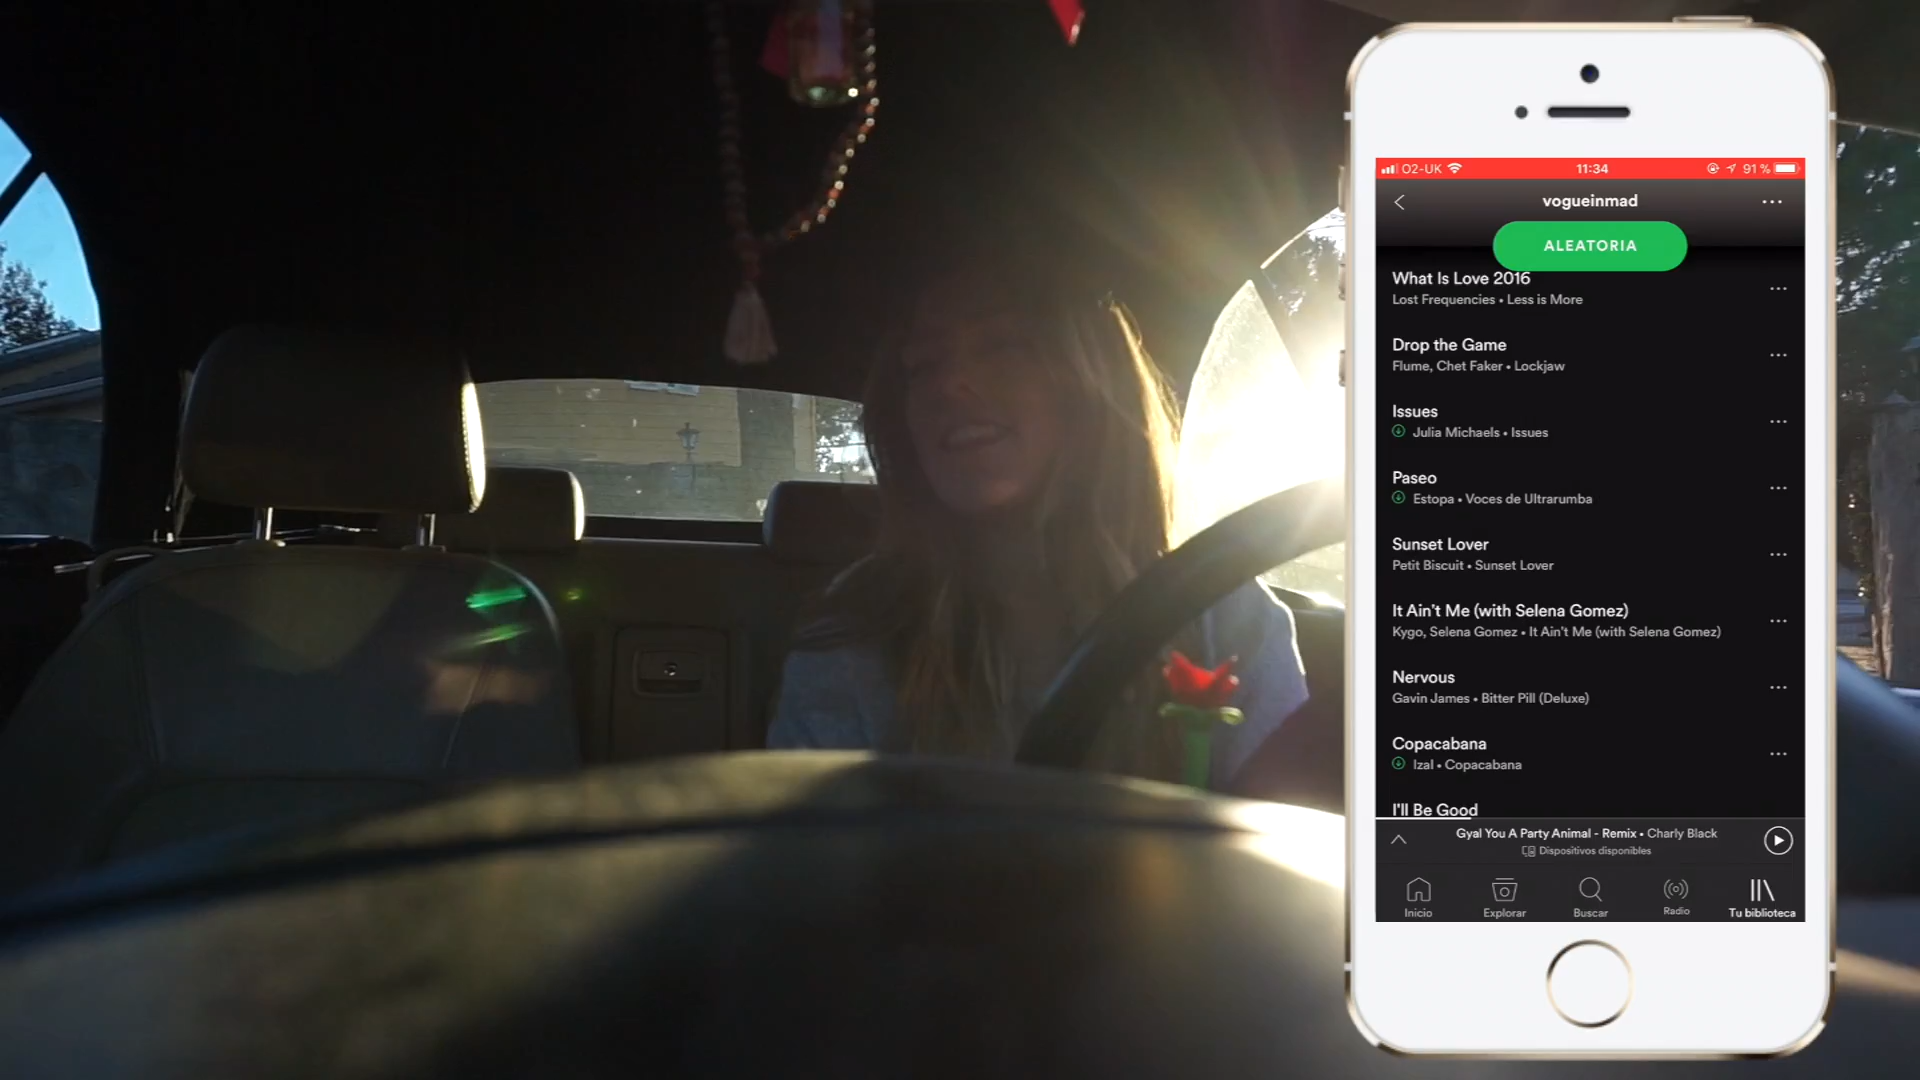 O2-UK 11:34 91 %
vogueinmad
ALEATORIA
What Is Love 2016
Lost Frequencies • Less is More
Drop the Game
Flume, Chet Faker • Lockjaw
Issues
Julia Michaels • Issues
Paseo
Estopa • Voces de Ultrarumba
Sunset Lover
Petit Biscuit • Sunset Lover
It Ain't Me (with Selena Gomez)
Kygo, Selena Gomez • It Ain't Me (with Selena Gomez)
Nervous
Gavin James • Bitter Pill (Deluxe)
Copacabana
Izal • Copacabana
I'll Be Good
Gyal You A Party Animal - Remix • Charly Black
Dispositivos disponibles
Inicio Explorar Buscar Radio Tu biblioteca